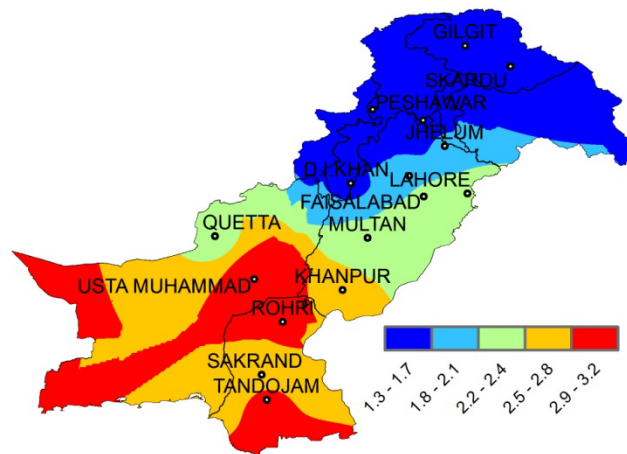 GILGIT
SKARDU
PESHAWAR
JHELUM
D.I.KHAN
LAHORE
FAISALABAD
QUETTA
MULTAN
USTA MUHAMMAD
KHANPUR
ROHRI
SAKRAND
TANDOJAM
1.3 - 1.7
1.8 - 2.1
2.2 - 2.4
2.5 - 2.8
2.9 - 3.2